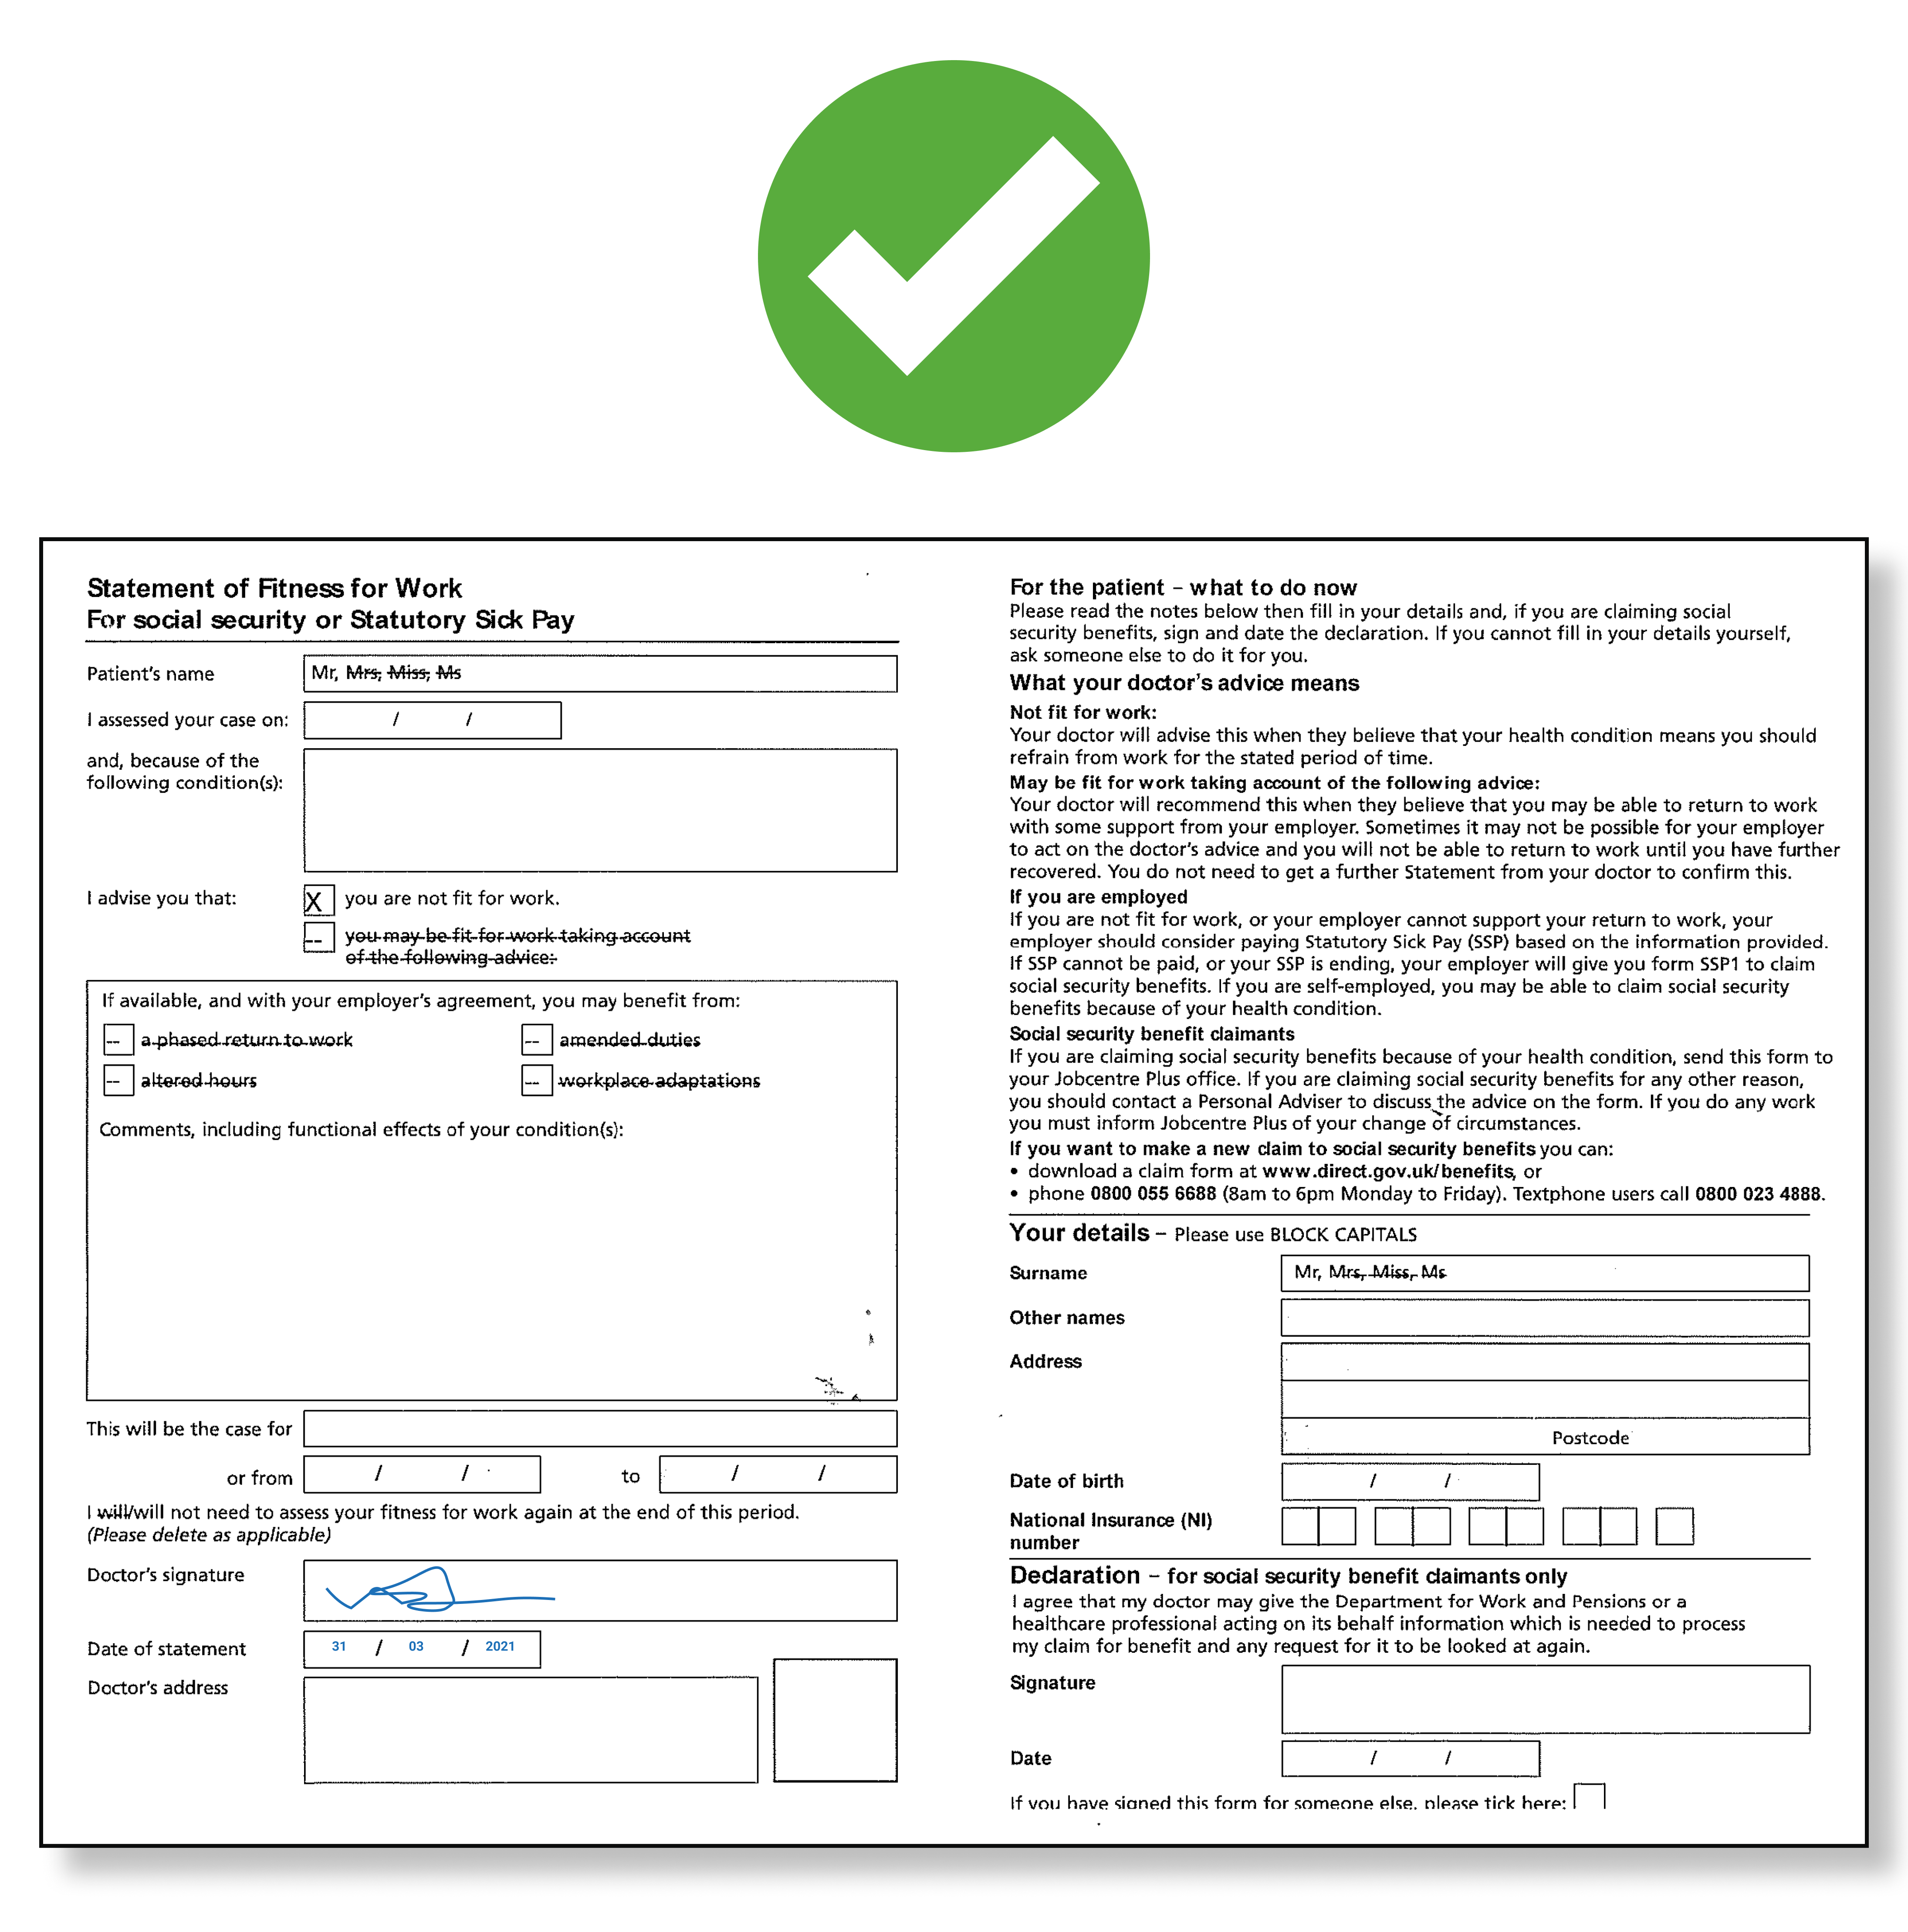 Statement of Fitness for Work
For social security or Statutory Sick Pay
Patient's name
Mr, Mrs, Miss, Ms
I assessed your case on:
/ /
and, because of the
following condition(s):
I advise you that:
X you are not fit for work.
-- you may be fit for work taking account
of the following advice:
If available, and with your employer's agreement, you may benefit from:
-- a phased return to work
-- amended duties
-- altered hours
-- workplace adaptations
Comments, including functional effects of your condition(s):
This will be the case for
or from / / to / /
I will/will not need to assess your fitness for work again at the end of this period.
(Please delete as applicable)
Doctor's signature
Date of statement
31 / 03 / 2021
Doctor's address
For the patient – what to do now
Please read the notes below then fill in your details and, if you are claiming social
security benefits, sign and date the declaration. If you cannot fill in your details yourself,
ask someone else to do it for you.
What your doctor's advice means
Not fit for work:
Your doctor will advise this when they believe that your health condition means you should
refrain from work for the stated period of time.
May be fit for work taking account of the following advice:
Your doctor will recommend this when they believe that you may be able to return to work
with some support from your employer. Sometimes it may not be possible for your employer
to act on the doctor's advice and you will not be able to return to work until you have further
recovered. You do not need to get a further Statement from your doctor to confirm this.
If you are employed
If you are not fit for work, or your employer cannot support your return to work, your
employer should consider paying Statutory Sick Pay (SSP) based on the information provided.
If SSP cannot be paid, or your SSP is ending, your employer will give you form SSP1 to claim
social security benefits. If you are self-employed, you may be able to claim social security
benefits because of your health condition.
Social security benefit claimants
If you are claiming social security benefits because of your health condition, send this form to
your Jobcentre Plus office. If you are claiming social security benefits for any other reason,
you should contact a Personal Adviser to discuss the advice on the form. If you do any work
you must inform Jobcentre Plus of your change of circumstances.
If you want to make a new claim to social security benefits you can:
• download a claim form at www.direct.gov.uk/benefits, or
• phone 0800 055 6688 (8am to 6pm Monday to Friday). Textphone users call 0800 023 4888.
Your details – Please use BLOCK CAPITALS
Surname
Mr, Mrs, Miss, Ms
Other names
Address
Postcode
Date of birth
/ /
National Insurance (NI)
number
Declaration – for social security benefit claimants only
I agree that my doctor may give the Department for Work and Pensions or a
healthcare professional acting on its behalf information which is needed to process
my claim for benefit and any request for it to be looked at again.
Signature
Date
/ /
If you have signed this form for someone else, please tick here: